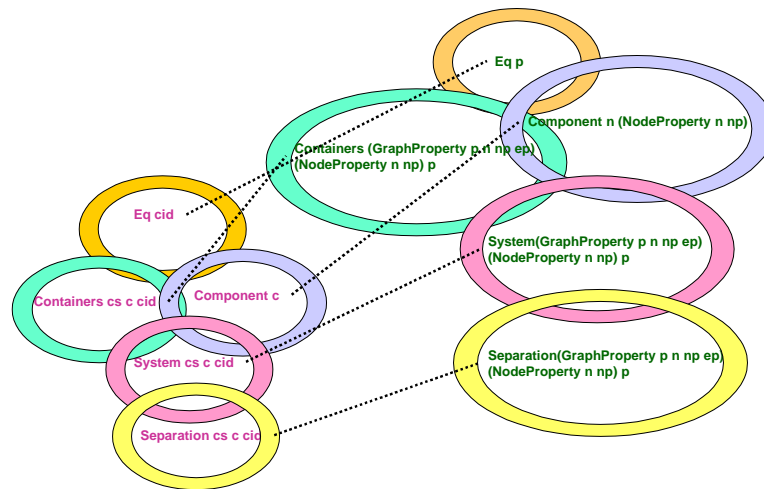 Eq p
Component n (NodeProperty n np)
Containers (GraphProperty p n np ep)
(NodeProperty n np) p
Eq cid
System(GraphProperty p n np ep)
(NodeProperty n np) p
Containers cs c cid
Component c
System cs c cid
Separation(GraphProperty p n np ep)
(NodeProperty n np) p
Separation cs c cid